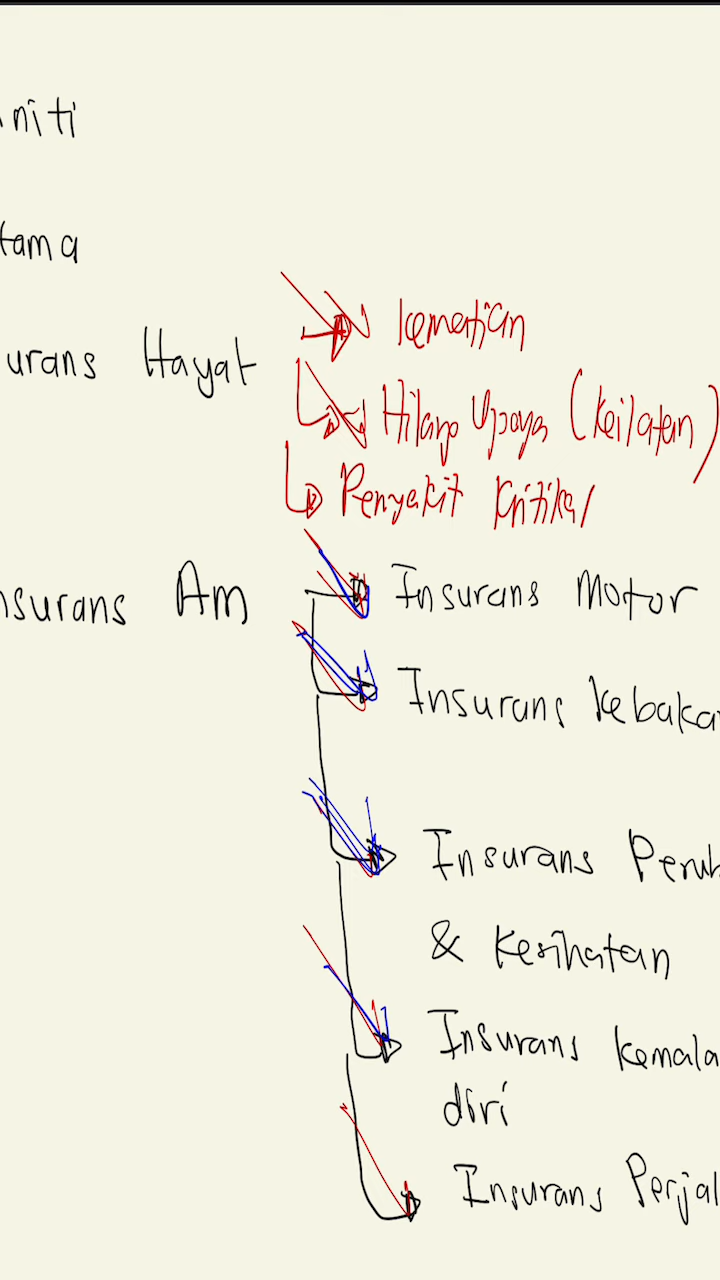 niti
tama
urans Hayat
kematian
Hilang Upaya (Keilatan)
Penyakit Kritikal
nsurans Am
Insurans Motor
Insurans kebaka
Insurans Perub
& Kesihatan
Insurans kemala
diri
Insurans Perjal